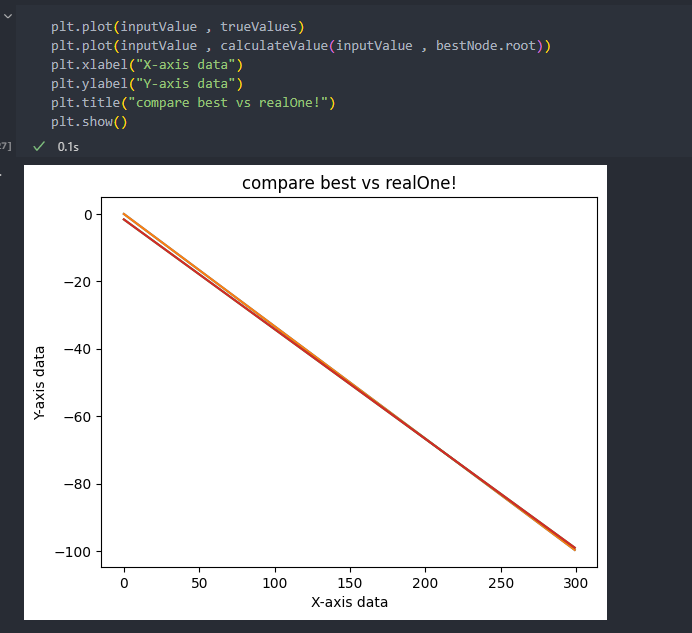 plt.plot(inputValue , trueValues)
plt.plot(inputValue , calculateValue(inputValue , bestNode.root))
plt.xlabel("X-axis data")
plt.ylabel("Y-axis data")
plt.title("compare best vs realOne!")
plt.show()
7] 0.1s
compare best vs realOne!
0
−20
−40
−60
−80
−100
Y-axis data
0 50 100 150 200 250 300
X-axis data